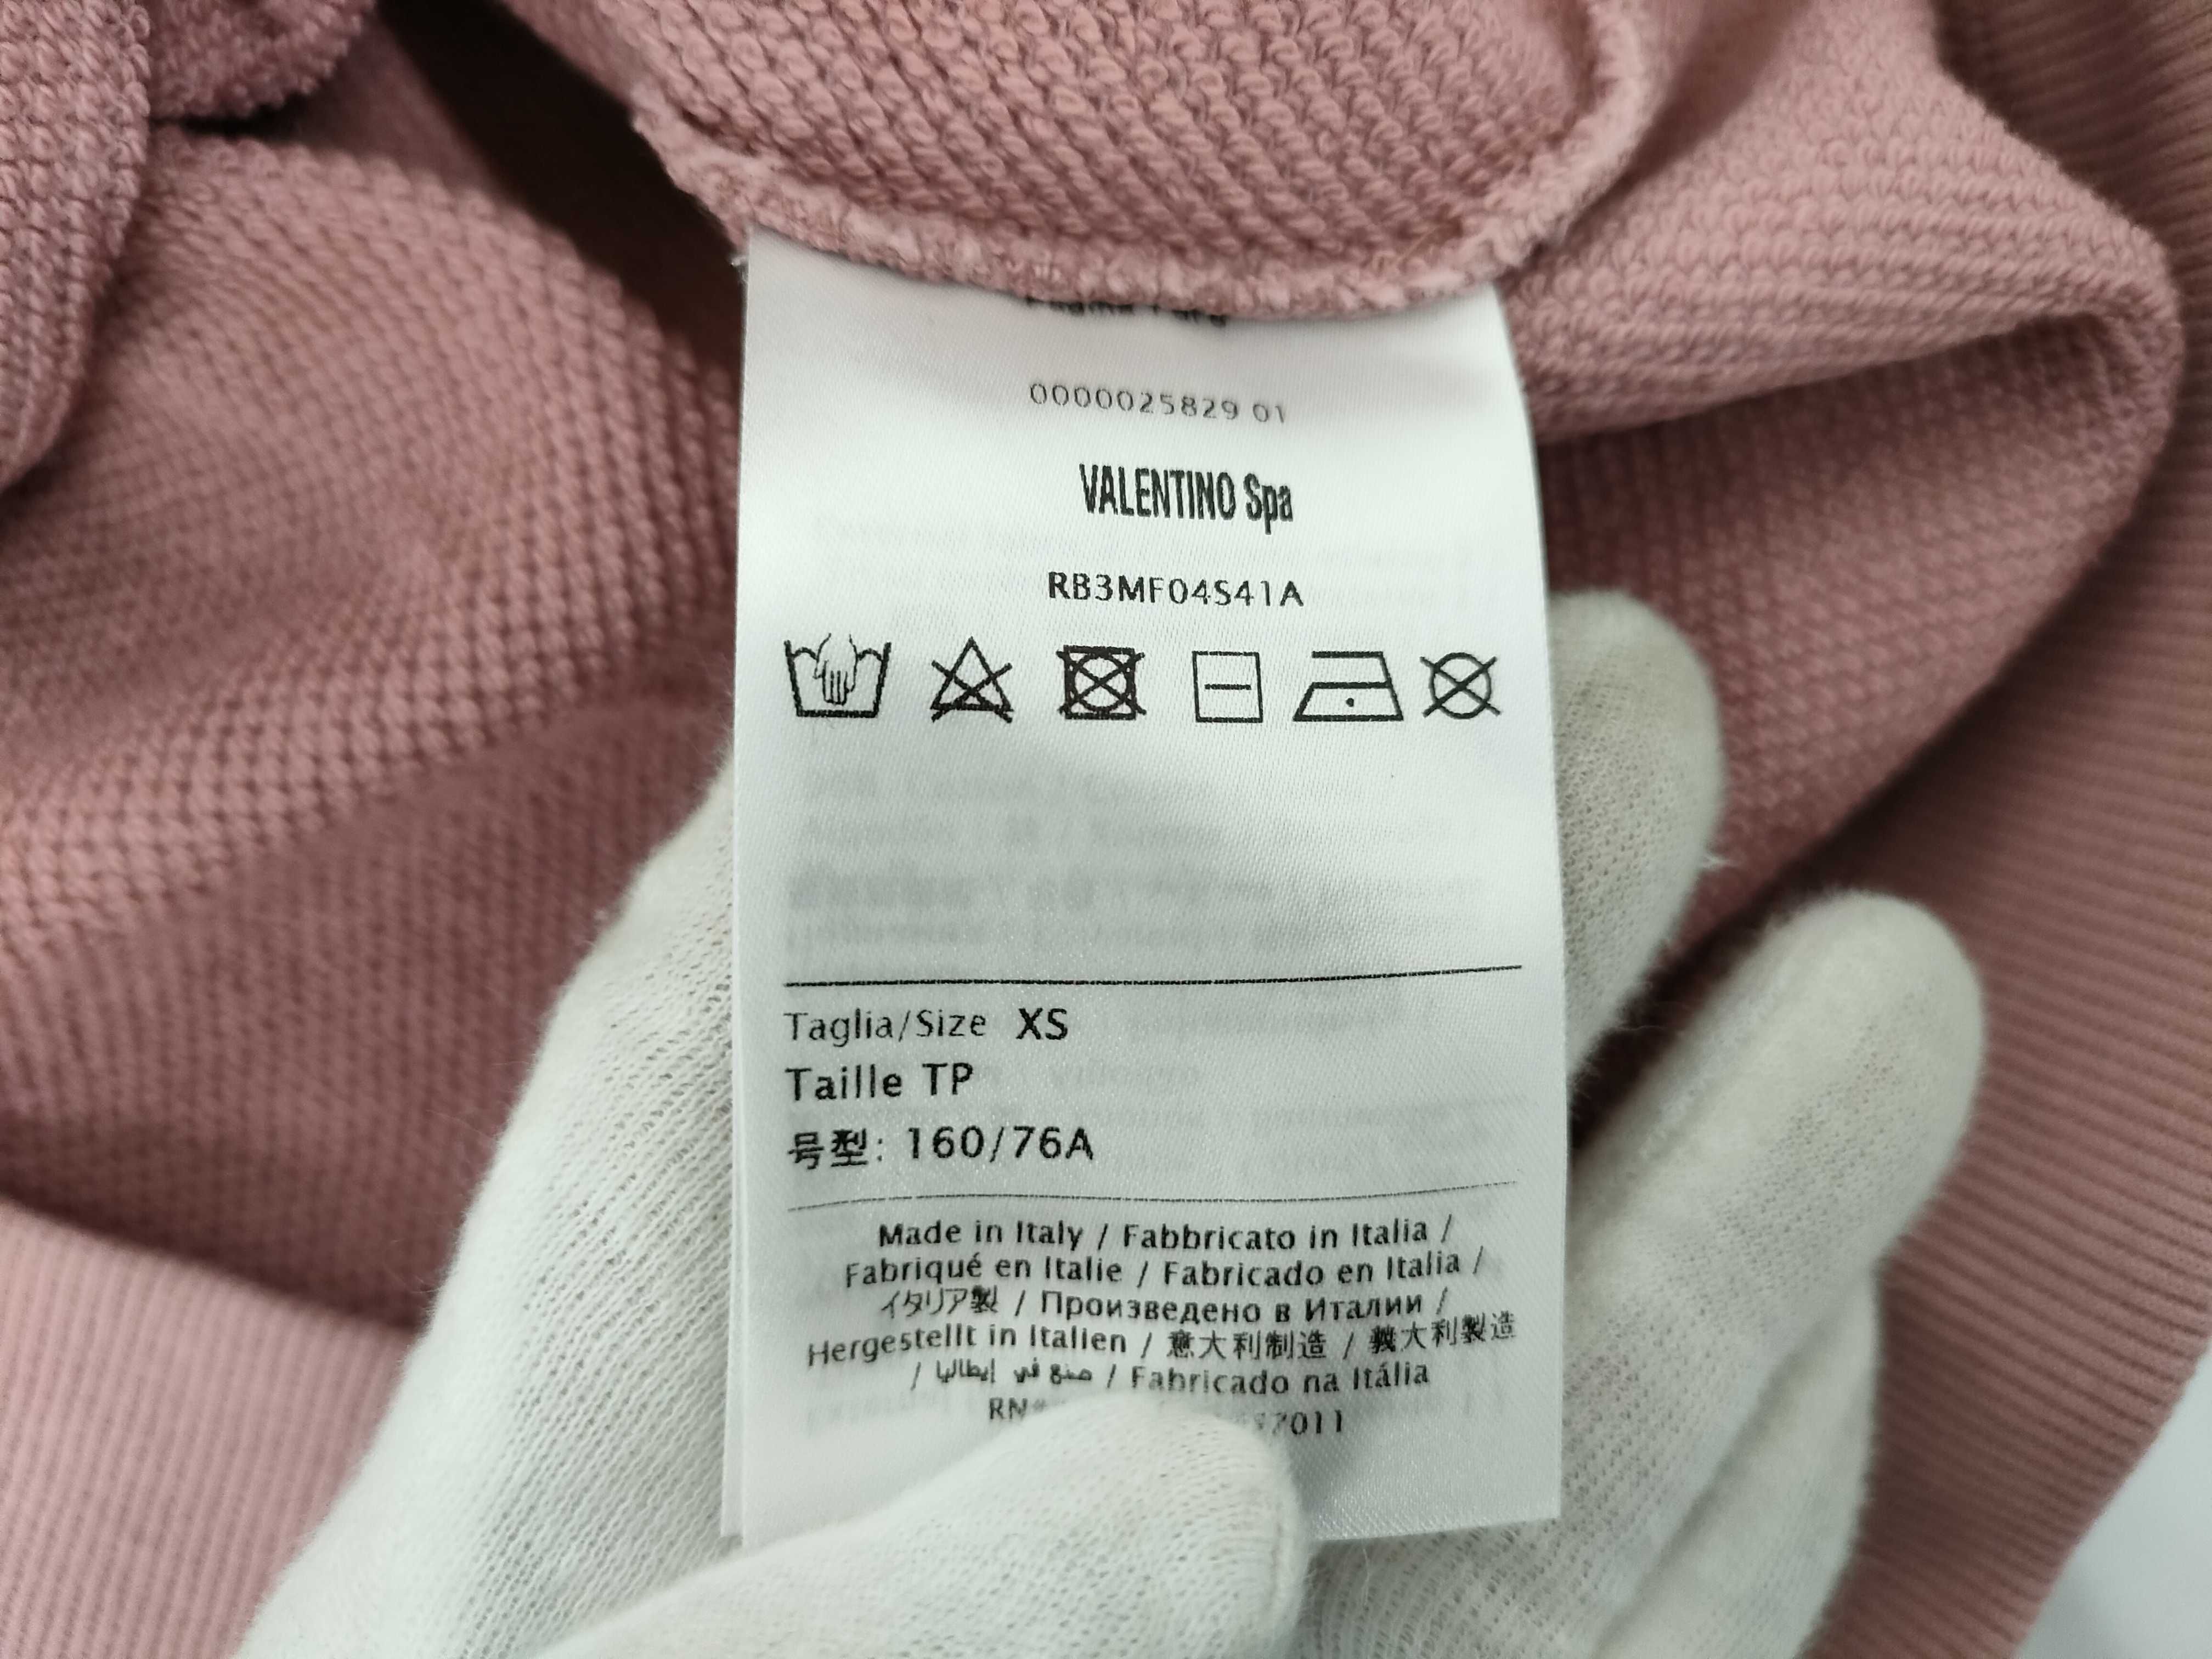 0000025829 01
VALENTINO Spa
RB3MF04S41A
Taglia/Size XS
Taille TP
号型: 160/76A
Made in Italy / Fabbricato in Italia /
Fabriqué en Italie / Fabricado en Italia /
イタリア製 / Произведено в Италии /
Hergestellt in Italien / 意大利制造 / 義大利製造
/ صنع في إيطاليا / Fabricado na Itália
RN#